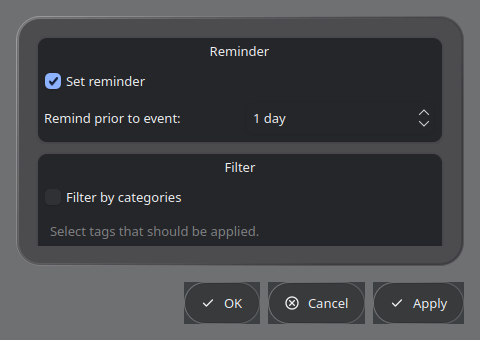 Reminder
Set reminder
Remind prior to event: 1 day
Filter
Filter by categories
Select tags that should be applied.
OK Cancel Apply